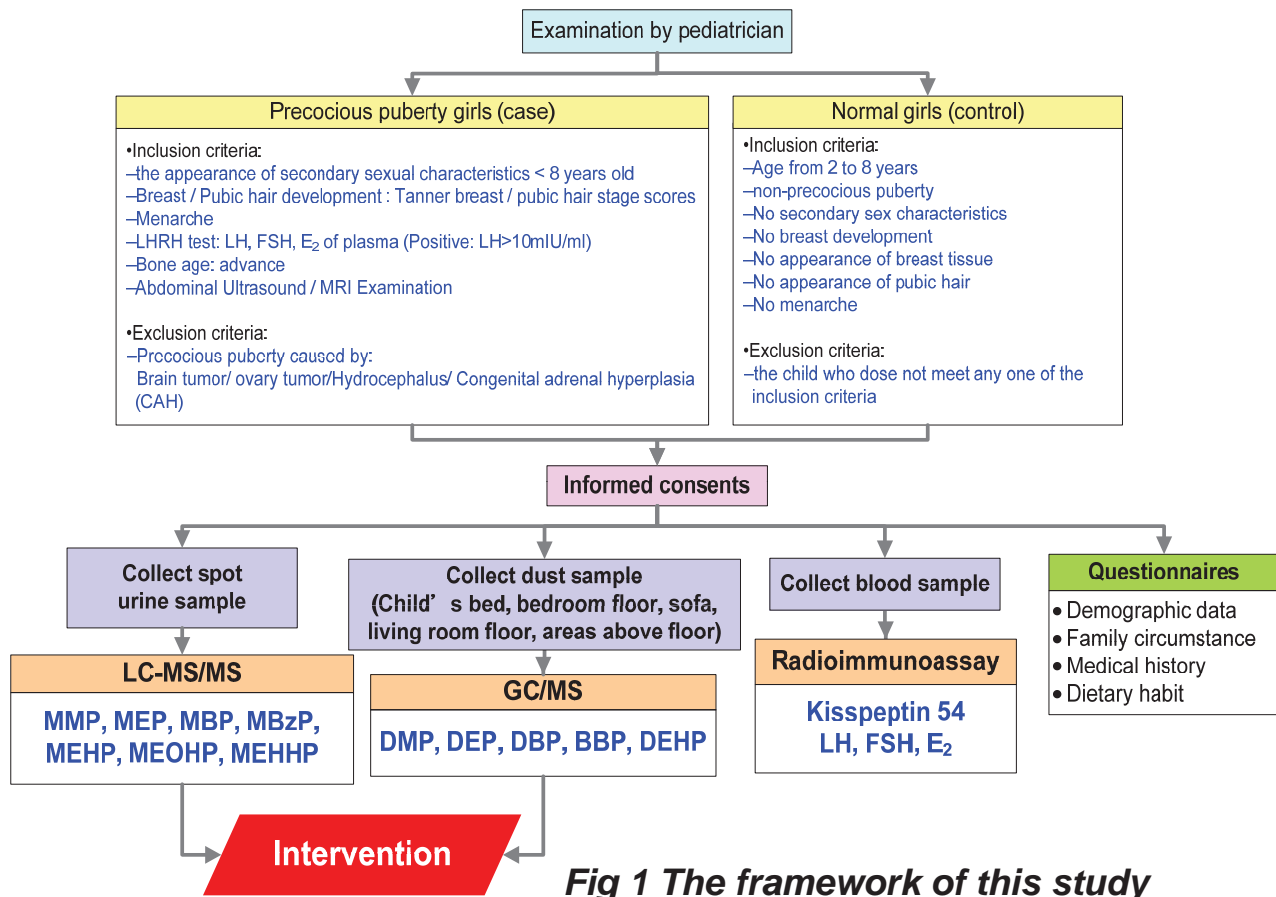 Examination by pediatrician
Precocious puberty girls (case)
•Inclusion criteria:
–the appearance of secondary sexual characteristics < 8 years old
–Breast / Pubic hair development : Tanner breast / pubic hair stage scores
–Menarche
–LHRH test: LH, FSH, E₂ of plasma (Positive: LH>10mIU/ml)
–Bone age: advance
–Abdominal Ultrasound / MRI Examination
•Exclusion criteria:
–Precocious puberty caused by:
Brain tumor/ ovary tumor/Hydrocephalus/ Congenital adrenal hyperplasia
(CAH)
Normal girls (control)
•Inclusion criteria:
–Age from 2 to 8 years
–non-precocious puberty
–No secondary sex characteristics
–No breast development
–No appearance of breast tissue
–No appearance of pubic hair
–No menarche
•Exclusion criteria:
–the child who dose not meet any one of the
inclusion criteria
Informed consents
Collect spot
urine sample
LC-MS/MS
MMP, MEP, MBP, MBzP,
MEHP, MEOHP, MEHHP
Collect dust sample
(Child’ s bed, bedroom floor, sofa,
living room floor, areas above floor)
GC/MS
DMP, DEP, DBP, BBP, DEHP
Collect blood sample
Radioimmunoassay
Kisspeptin 54
LH, FSH, E₂
Questionnaires
• Demographic data
• Family circumstance
• Medical history
• Dietary habit
Intervention
Fig 1 The framework of this study